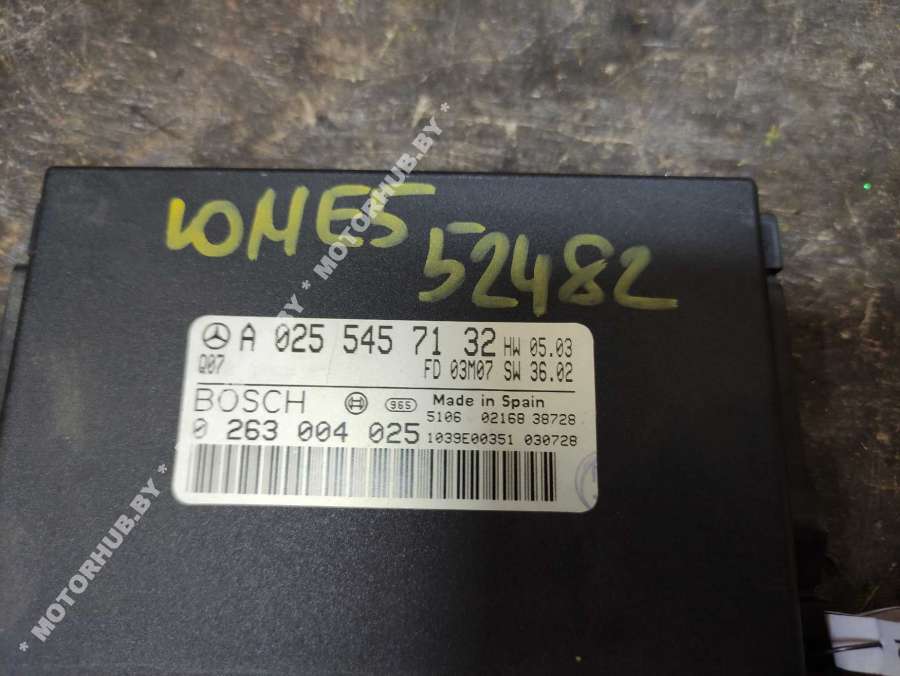 ЮНЕ5
52482
A 025 545 71 32 HW 05.03
Q07 FD 03M07 SW 36.02
BOSCH 965 Made in Spain
5106 02168 38728
0 263 004 025 1039E00351 030728
* MOTORHUB.BY *
* MOTORHUB.BY *
* MOTORHUB.BY *